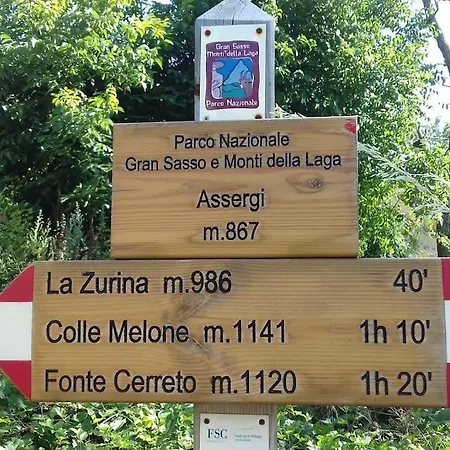 Gran Sasso
Monti della Laga
Parco Nazionale
Parco Nazionale
Gran Sasso e Monti della Laga
Assergi
m.867
La Zurina m.986 40'
Colle Melone m.1141 1h 10'
Fonte Cerreto m.1120 1h 20'
FSC